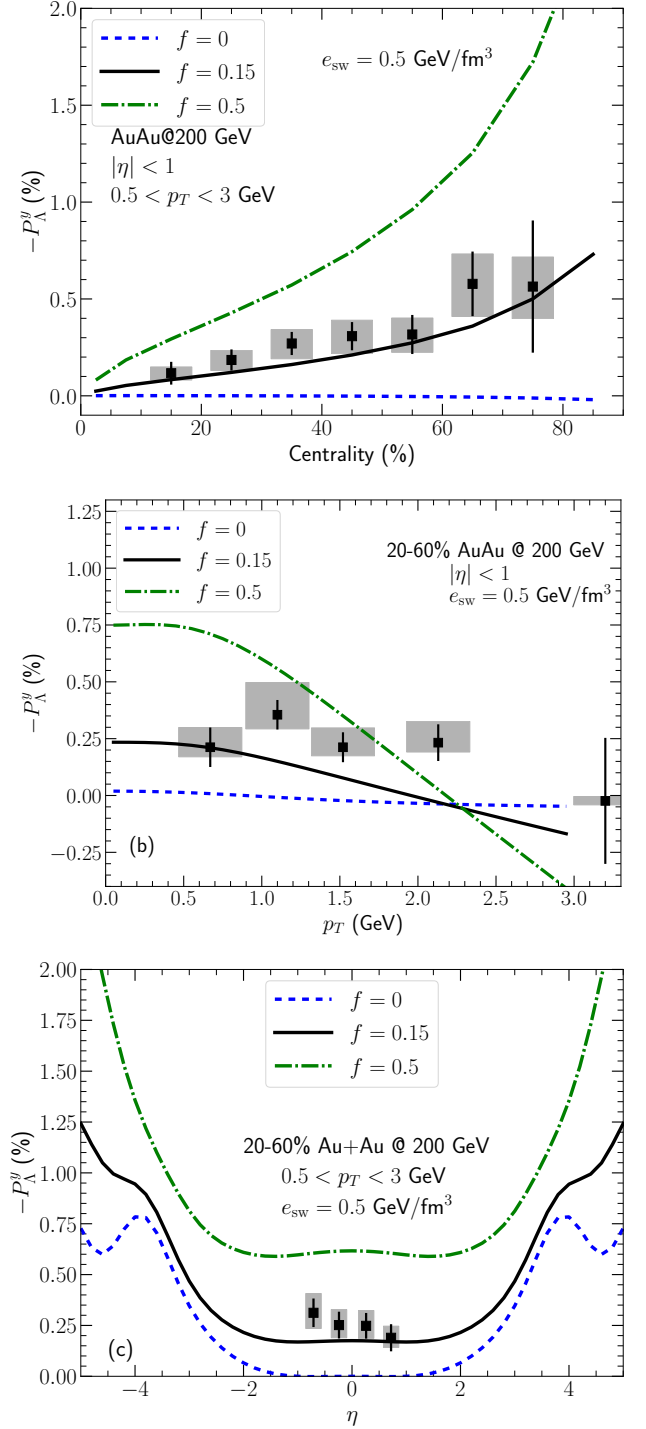 2.0
1.5
1.0
0.5
0.0
−P_Λ^y (%)
f = 0
f = 0.15
f = 0.5
e_sw = 0.5 GeV/fm³
AuAu@200 GeV
|η| < 1
0.5 < p_T < 3 GeV
0 20 40 60 80
Centrality (%)
1.25
1.00
0.75
0.50
0.25
0.00
−0.25
−P_Λ^y (%)
f = 0
f = 0.15
f = 0.5
20-60% AuAu @ 200 GeV
|η| < 1
e_sw = 0.5 GeV/fm³
(b)
0.0 0.5 1.0 1.5 2.0 2.5 3.0
p_T (GeV)
2.00
1.75
1.50
1.25
1.00
0.75
0.50
0.25
0.00
−P_Λ^y (%)
f = 0
f = 0.15
f = 0.5
20-60% Au+Au @ 200 GeV
0.5 < p_T < 3 GeV
e_sw = 0.5 GeV/fm³
(c)
−4 −2 0 2 4
η